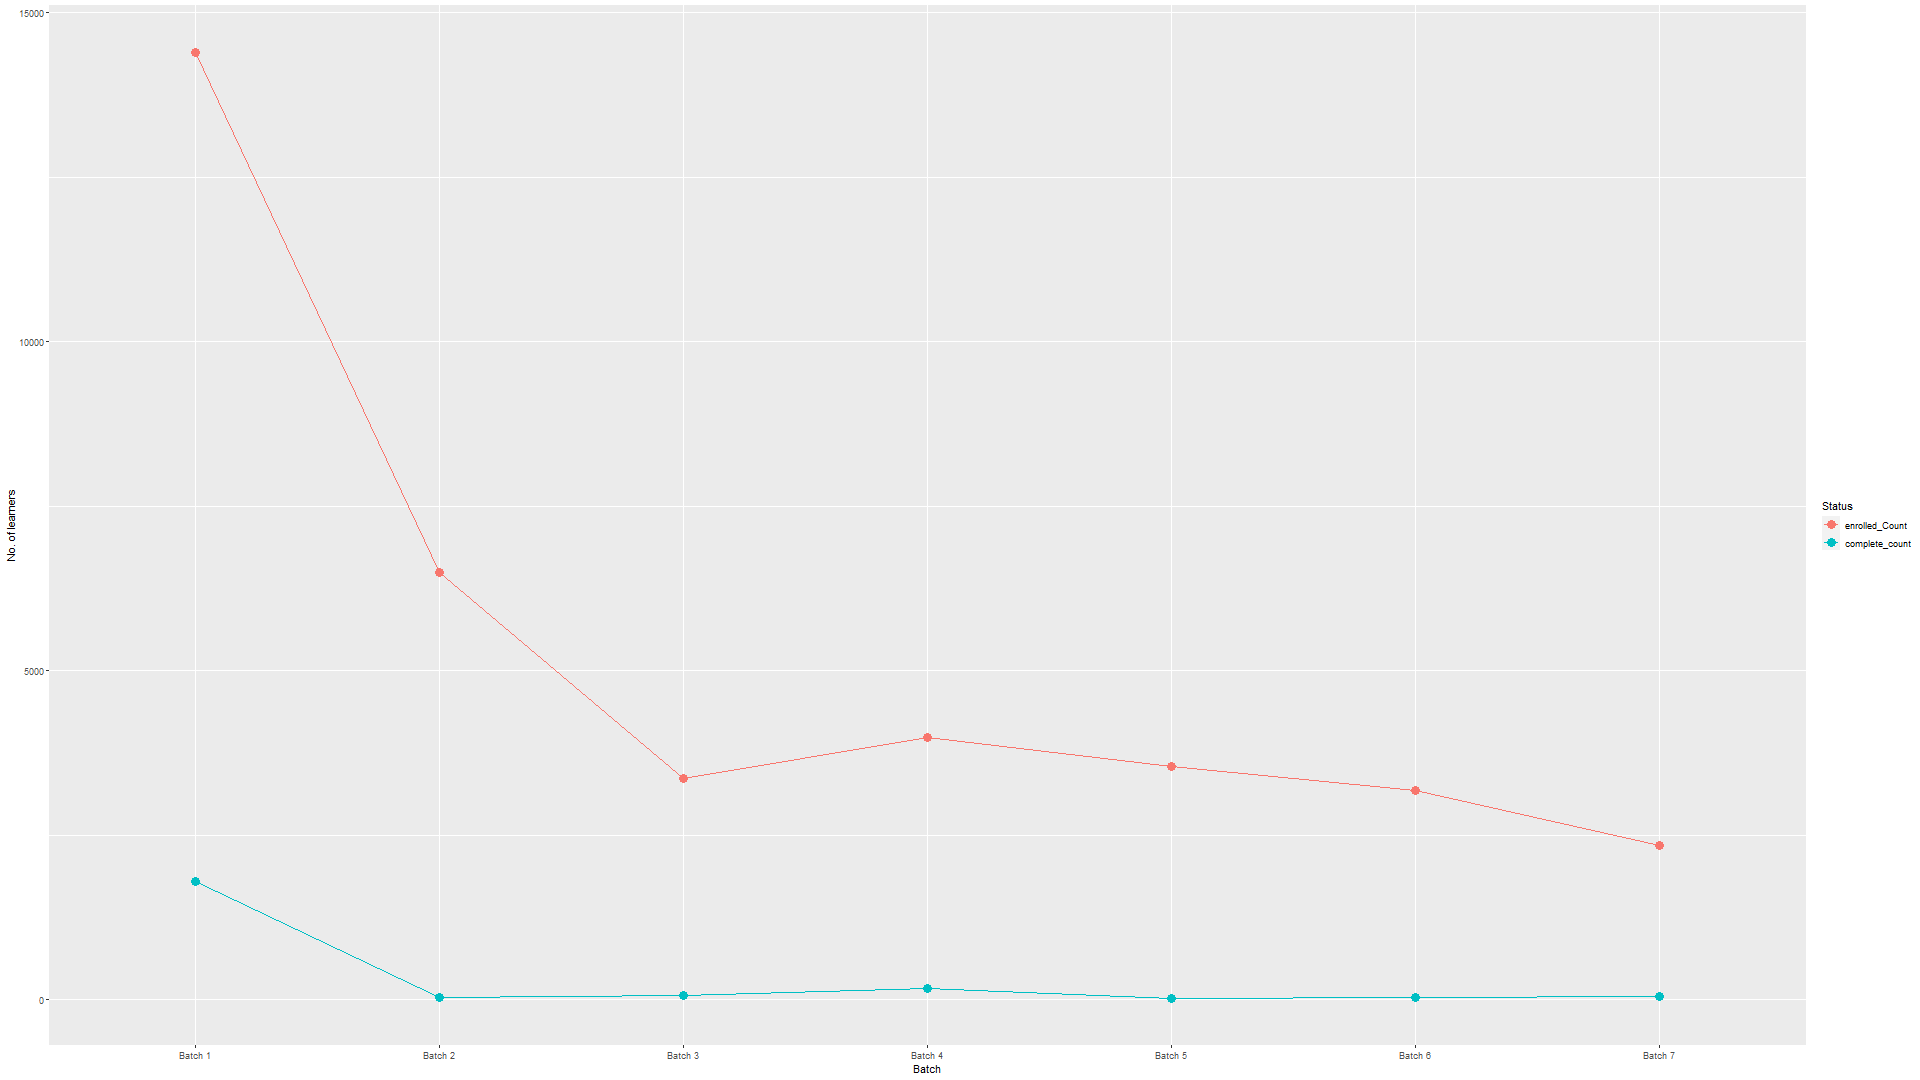 15000
10000
5000
0
No. of learners
Batch 1
Batch 2
Batch 3
Batch 4
Batch 5
Batch 6
Batch 7
Batch
Status
enrolled_Count
complete_count